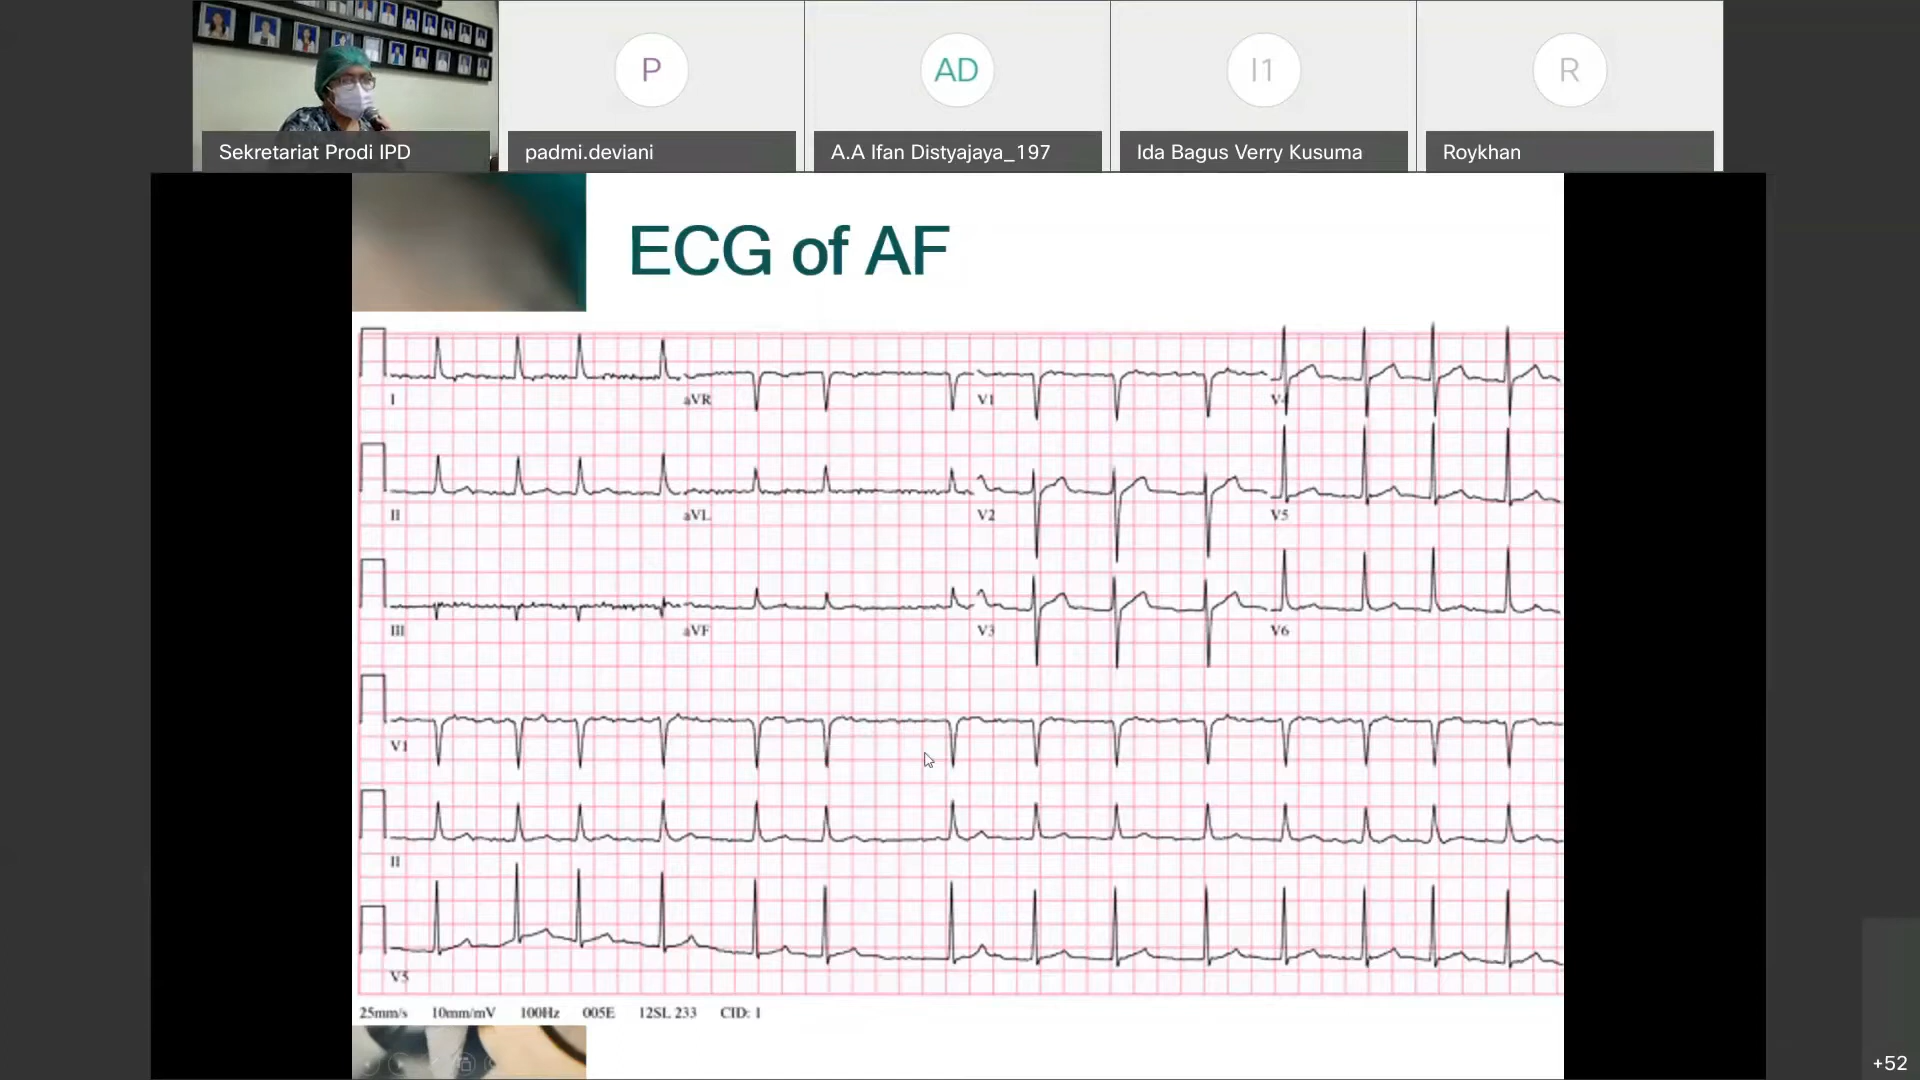 P
AD
I1
R
Sekretariat Prodi IPD
padmi.deviani
A.A Ifan Distyajaya_197
Ida Bagus Verry Kusuma
Roykhan
ECG of AF
I
aVR
V1
V4
II
aVL
V2
V5
III
aVF
V3
V6
V1
II
V5
25mm/s 10mm/mV 100Hz 005E 12SL 233 CID: 1
+52